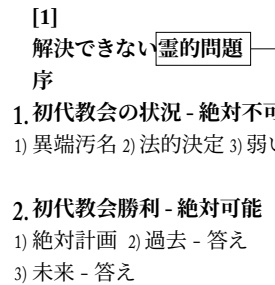 [1]
解決できない霊的問題
序
1. 初代教会の状況 - 絶対不
1) 異端汚名 2) 法的決定 3) 弱
2. 初代教会勝利 - 絶対可能
1) 絶対計画 2) 過去 - 答え
3) 未来 - 答え